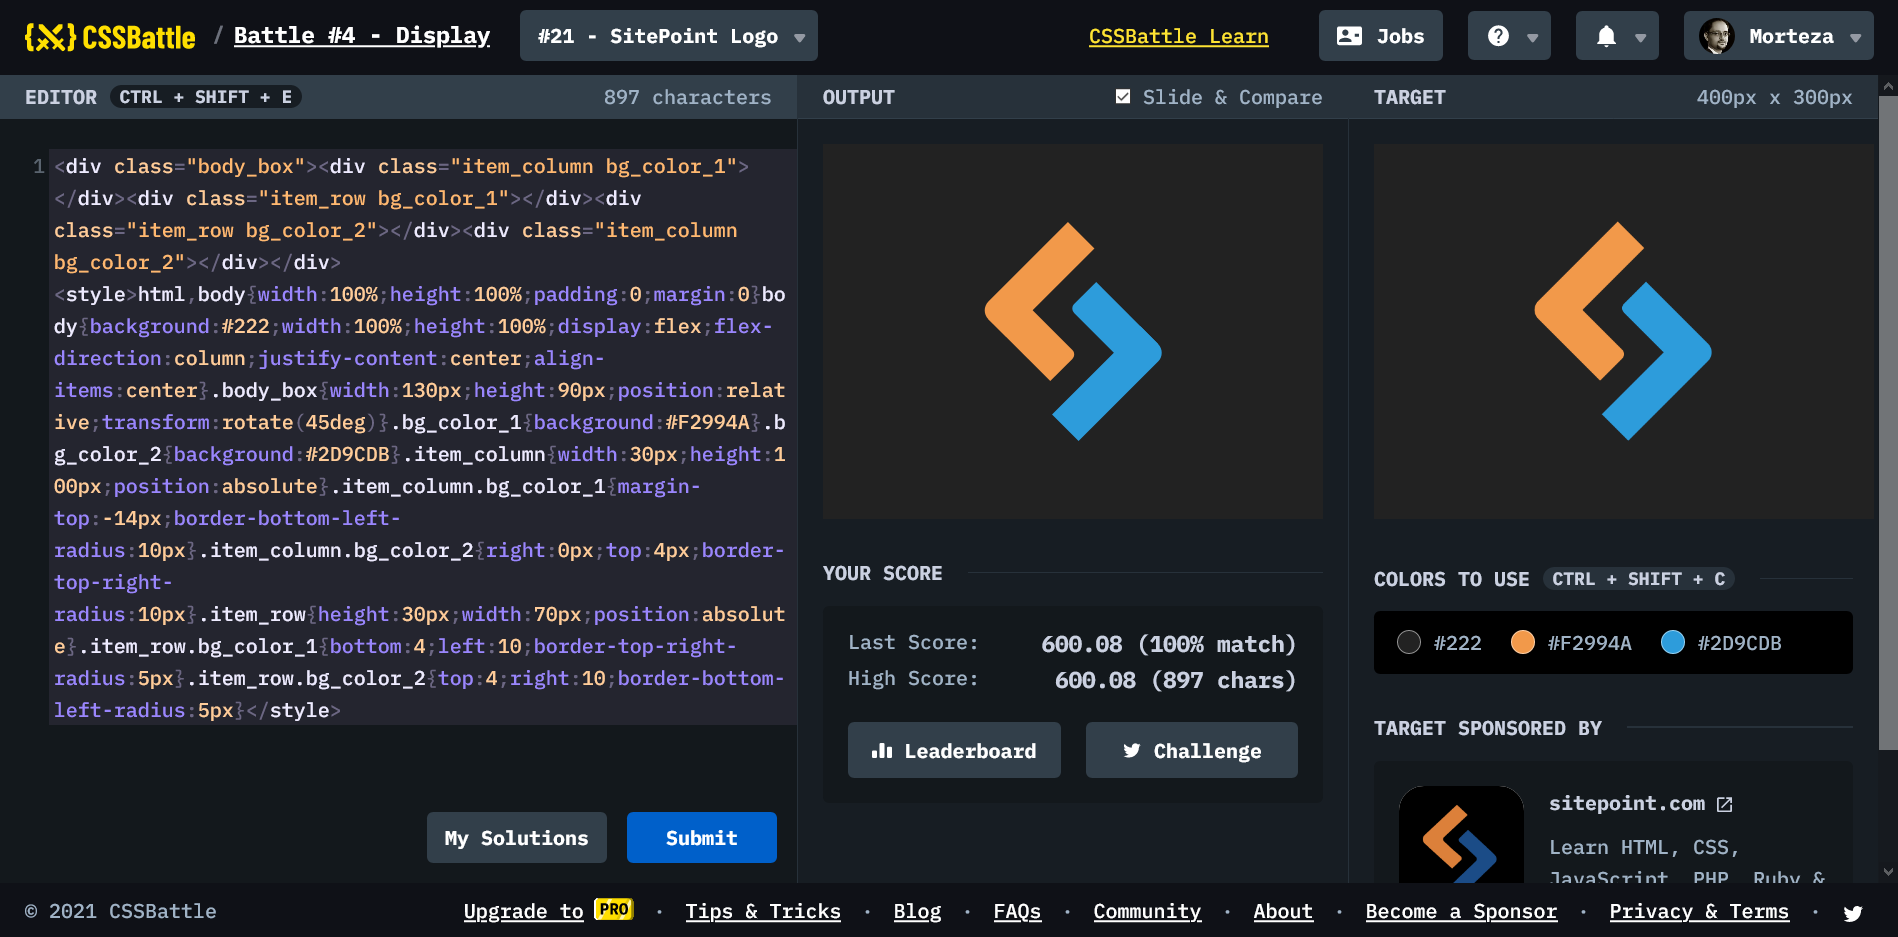 CSSBattle / Battle #4 - Display #21 - SitePoint Logo CSSBattle Learn Jobs Morteza
EDITOR CTRL + SHIFT + E 897 characters
OUTPUT Slide & Compare
TARGET 400px x 300px
1 <div class="body_box"><div class="item_column bg_color_1">
</div><div class="item_row bg_color_1"></div><div
class="item_row bg_color_2"></div><div class="item_column
bg_color_2"></div></div>
<style>html,body{width:100%;height:100%;padding:0;margin:0}bo
dy{background:#222;width:100%;height:100%;display:flex;flex-
direction:column;justify-content:center;align-
items:center}.body_box{width:130px;height:90px;position:relat
ive;transform:rotate(45deg)}.bg_color_1{background:#F2994A}.b
g_color_2{background:#2D9CDB}.item_column{width:30px;height:1
00px;position:absolute}.item_column.bg_color_1{margin-
top:-14px;border-bottom-left-
radius:10px}.item_column.bg_color_2{right:0px;top:4px;border-
top-right-
radius:10px}.item_row{height:30px;width:70px;position:absolut
e}.item_row.bg_color_1{bottom:4;left:10;border-top-right-
radius:5px}.item_row.bg_color_2{top:4;right:10;border-bottom-
left-radius:5px}</style>
My Solutions Submit
YOUR SCORE
Last Score: 600.08 (100% match)
High Score: 600.08 (897 chars)
Leaderboard Challenge
COLORS TO USE CTRL + SHIFT + C
#222 #F2994A #2D9CDB
TARGET SPONSORED BY
sitepoint.com
Learn HTML, CSS,
JavaScript, PHP, Ruby &
© 2021 CSSBattle
Upgrade to PRO · Tips & Tricks · Blog · FAQs · Community · About · Become a Sponsor · Privacy & Terms ·